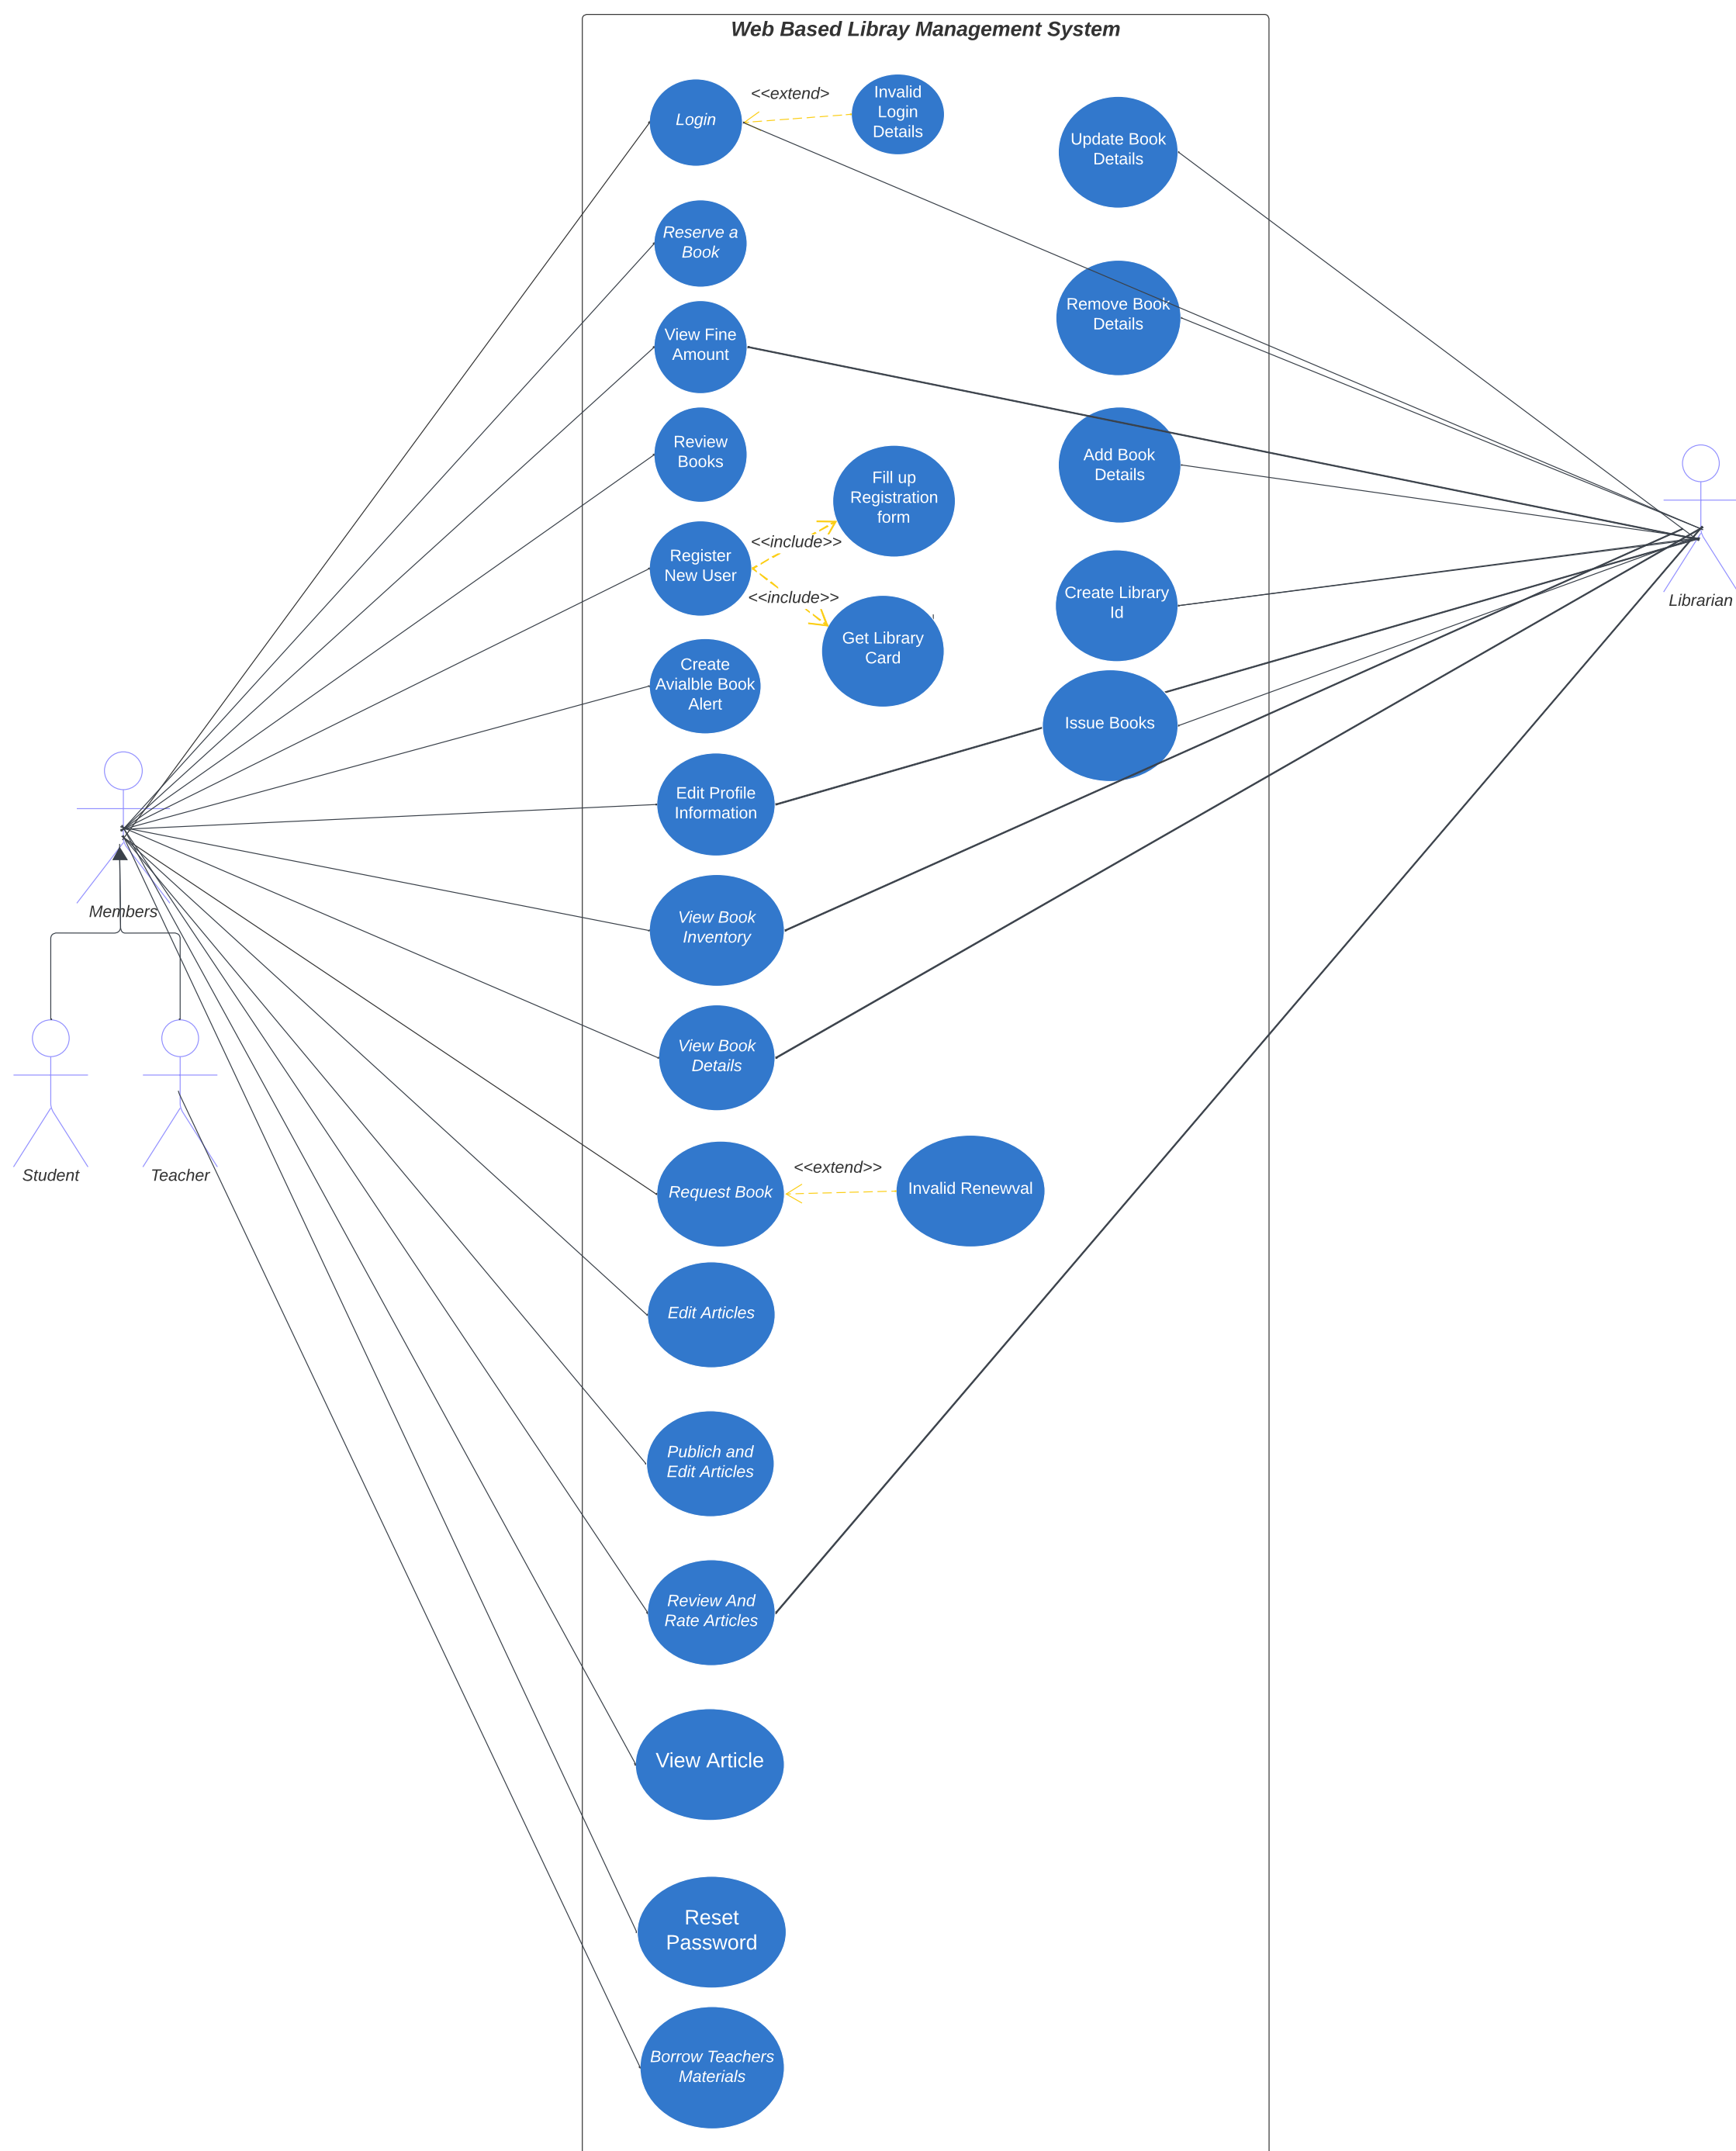 Web Based Libray Management System
Login
<<extend>
Invalid
Login
Details
Update Book
Details
Reserve a
Book
Remove Book
Details
View Fine
Amount
Review
Books
Add Book
Details
Fill up
Registration
form
<<include>>
Register
New User
<<include>>
Get Library
Card
Create Library
Id
Librarian
Create
Avialble Book
Alert
Issue Books
Edit Profile
Information
Members
View Book
Inventory
View Book
Details
Student
Teacher
Request Book
<<extend>>
Invalid Renewval
Edit Articles
Publich and
Edit Articles
Review And
Rate Articles
View Article
Reset
Password
Borrow Teachers
Materials